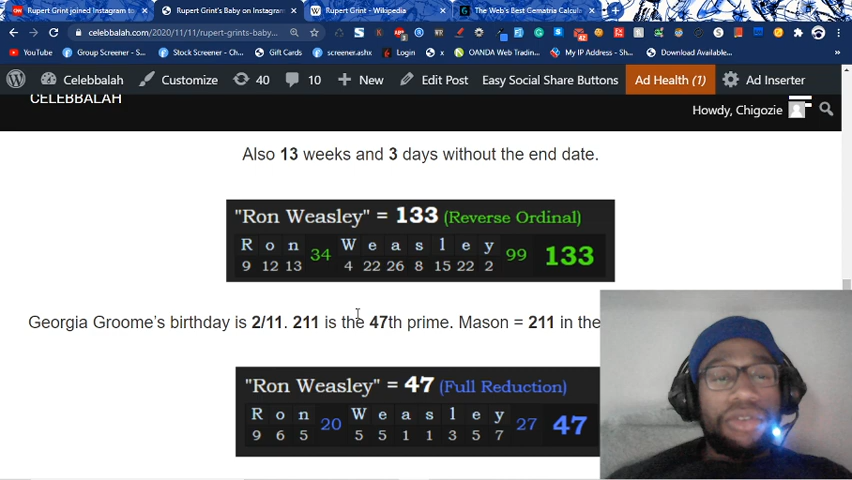 Rupert Grint joined Instagram to
Rupert Grint's Baby on Instagram
Rupert Grint - Wikipedia
The Web's Best Gematria Calcul
celebbalah.com/2020/11/11/rupert-grints-baby...
YouTube
Group Screener - S...
Stock Screener - Ch...
Gift Cards
screener.ashx
Login
OANDA Web Tradin...
My IP Address - Sh...
Download Available...
Celebbalah
Customize
40
10
New
Edit Post
Easy Social Share Buttons
Ad Health (1)
Ad Inserter
CELEBBALAH
Howdy, Chigozie
Also 13 weeks and 3 days without the end date.
"Ron Weasley" = 133 (Reverse Ordinal)
R o n 34 W e a s l e y 99 133
9 12 13 4 22 26 8 15 22 2
Georgia Groome's birthday is 2/11. 211 is the 47th prime. Mason = 211 in the
"Ron Weasley" = 47 (Full Reduction)
R o n 20 W e a s l e y 27 47
9 6 5 5 5 1 1 3 5 7